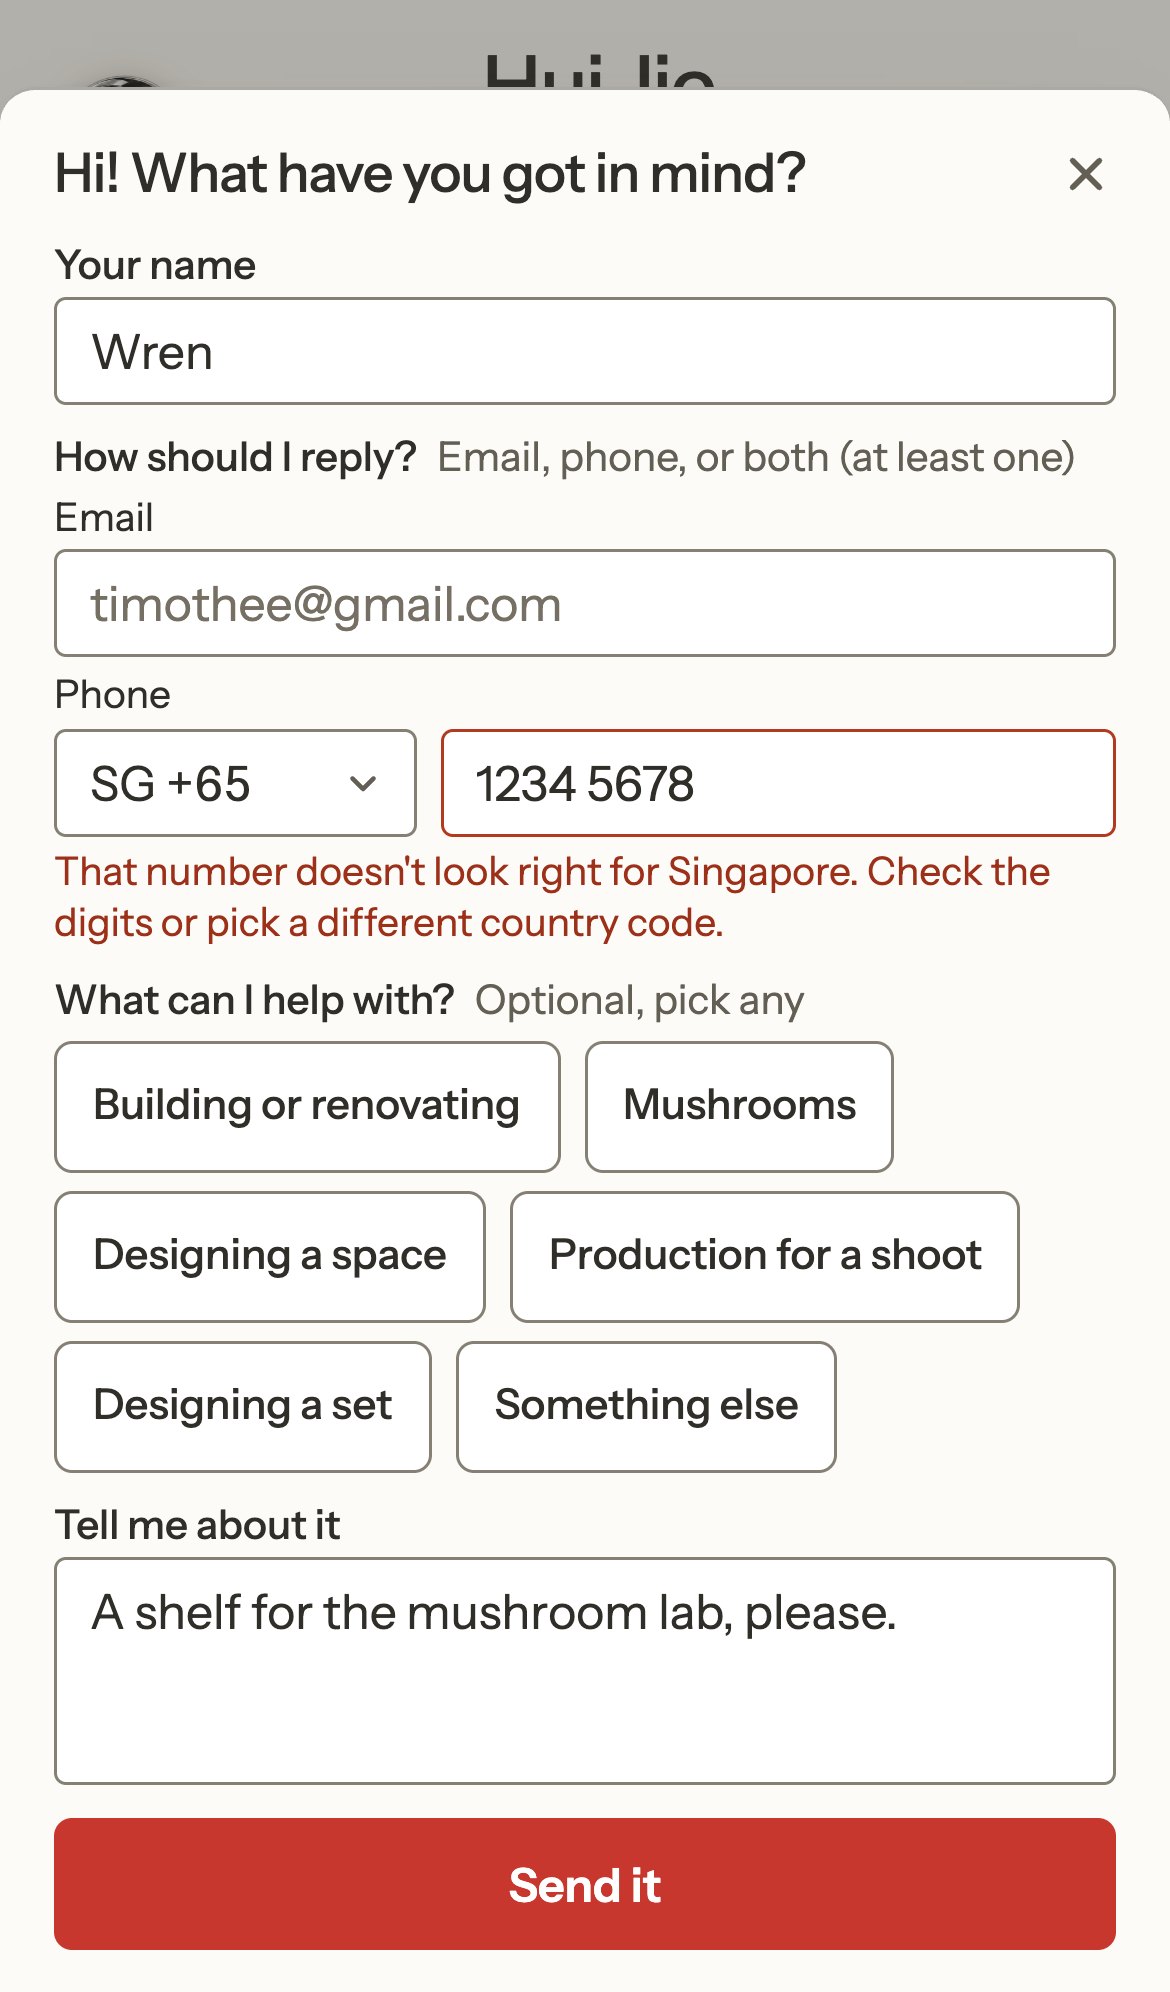 Hi! What have you got in mind?
Your name
Wren
How should I reply? Email, phone, or both (at least one)
Email
timothee@gmail.com
Phone
SG +65
1234 5678
That number doesn't look right for Singapore. Check the
digits or pick a different country code.
What can I help with? Optional, pick any
Building or renovating
Mushrooms
Designing a space
Production for a shoot
Designing a set
Something else
Tell me about it
A shelf for the mushroom lab, please.
Send it